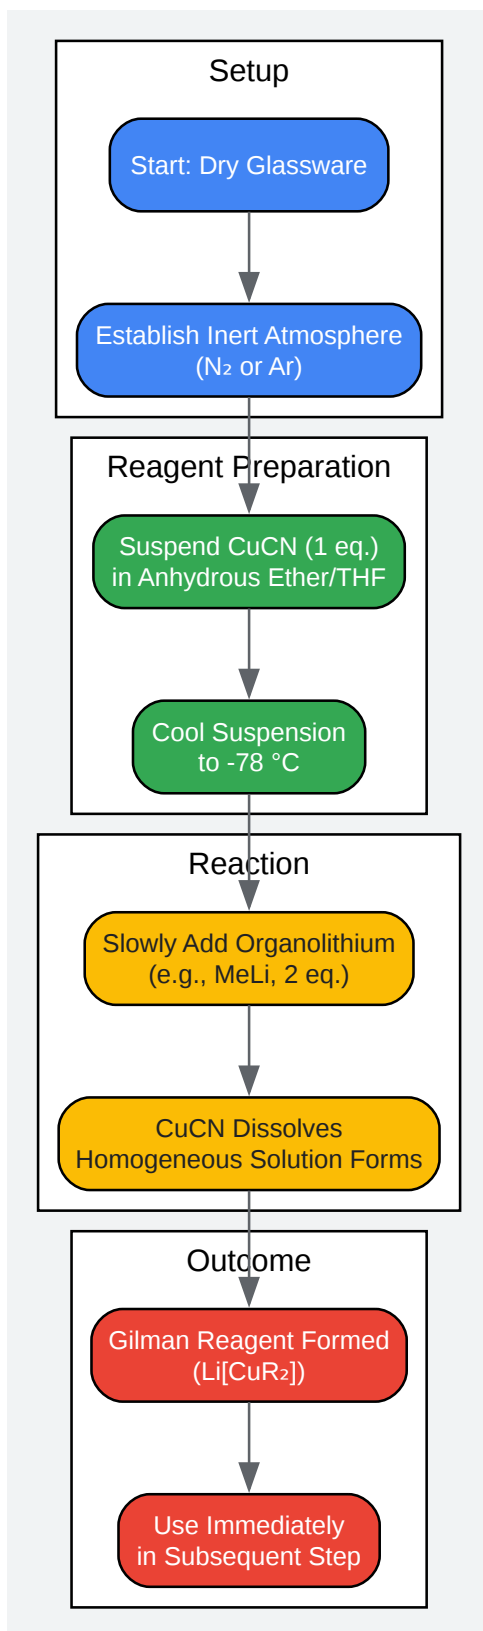 Setup
Start: Dry Glassware
Establish Inert Atmosphere
(N₂ or Ar)
Reagent Preparation
Suspend CuCN (1 eq.)
in Anhydrous Ether/THF
Cool Suspension
to -78 °C
Reaction
Slowly Add Organolithium
(e.g., MeLi, 2 eq.)
CuCN Dissolves
Homogeneous Solution Forms
Outcome
Gilman Reagent Formed
(Li[CuR₂])
Use Immediately
in Subsequent Step